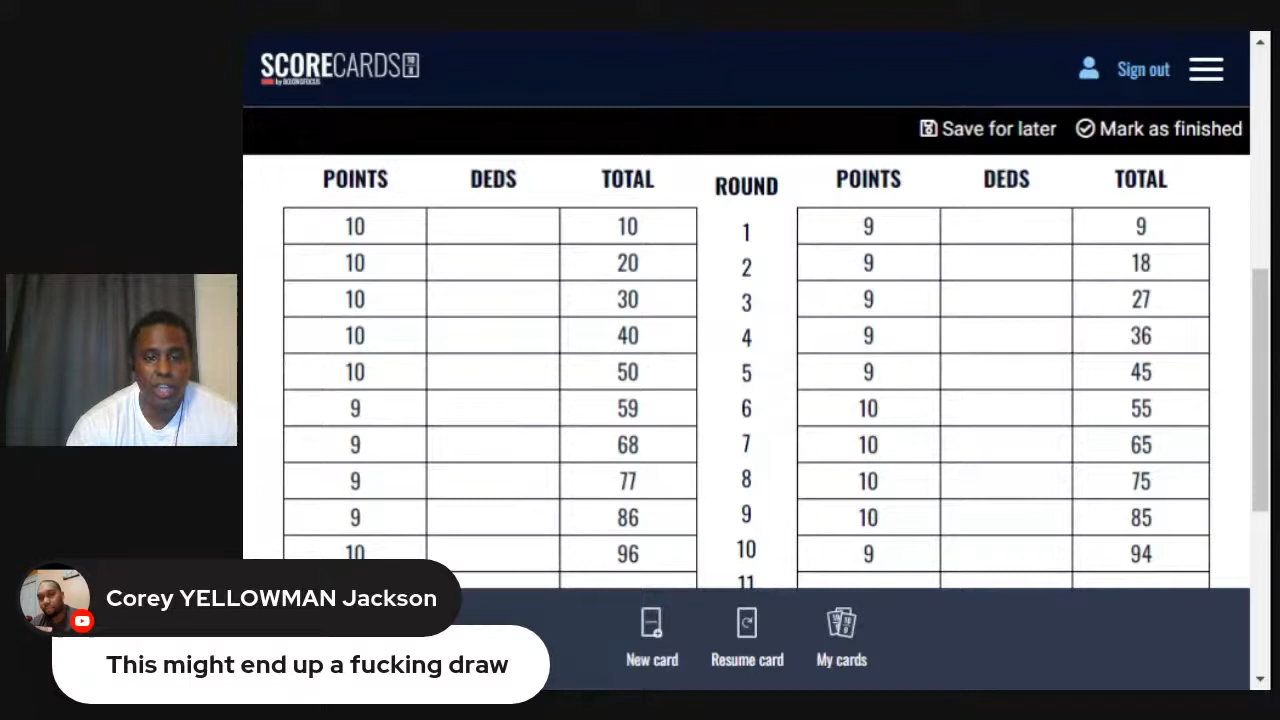 SCORECARDS
by BOXINGFOCUS
Sign out
Save for later Mark as finished
POINTS DEDS TOTAL ROUND POINTS DEDS TOTAL
10 10 1 9 9
10 20 2 9 18
10 30 3 9 27
10 40 4 9 36
10 50 5 9 45
9 59 6 10 55
9 68 7 10 65
9 77 8 10 75
9 86 9 10 85
10 96 10 9 94
11
Corey YELLOWMAN Jackson
This might end up a fucking draw
New card Resume card My cards